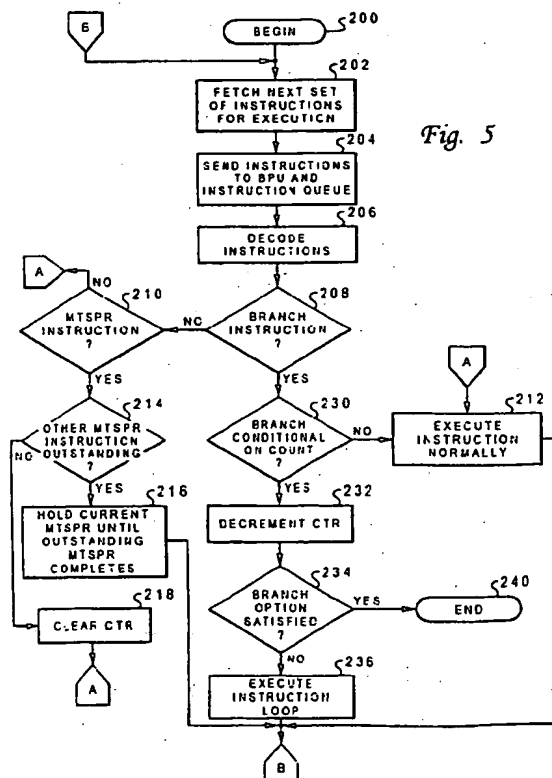 B
BEGIN
200
202
FETCH NEXT SET
OF INSTRUCTIONS
FOR EXECUTION
Fig. 5
204
SEND INSTRUCTIONS
TO BPU AND
INSTRUCTION QUEUE
206
DECODE
INSTRUCTIONS
A
NO
210
MTSPR
INSTRUCTION
?
NO
208
BRANCH
INSTRUCTION
?
YES
YES
A
214
OTHER MTSPR
INSTRUCTION
OUTSTANDING
?
NO
230
BRANCH
CONDITIONAL
ON COUNT
?
NO
212
EXECUTE
INSTRUCTION
NORMALLY
YES
216
HOLD CURRENT
MTSPR UNTIL
OUTSTANDING
MTSPR
COMPLETES
YES
232
DECREMENT CTR
218
CLEAR CTR
234
BRANCH
OPTION
SATISFIED
?
YES
240
END
A
NO
236
EXECUTE
INSTRUCTION
LOOP
B